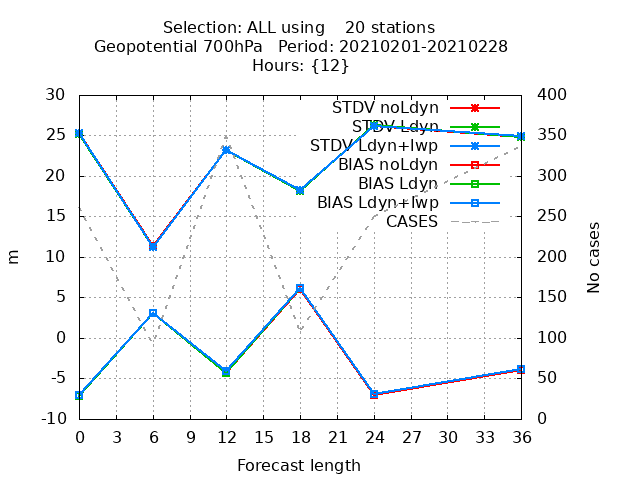 Selection: ALL using    20 stations
Geopotential 700hPa   Period: 20210201-20210228
Hours: {12}
30 400
STDV noLdyn
25 350
STDV Ldyn
STDV Ldyn+lwp
20 300
BIAS noLdyn
BIAS Ldyn
15 250
BIAS Ldyn+lwp
CASES
10 200
5 150
0 100
-5 50
-10 0
m
No cases
0 3 6 9 12 15 18 21 24 27 30 33 36
Forecast length